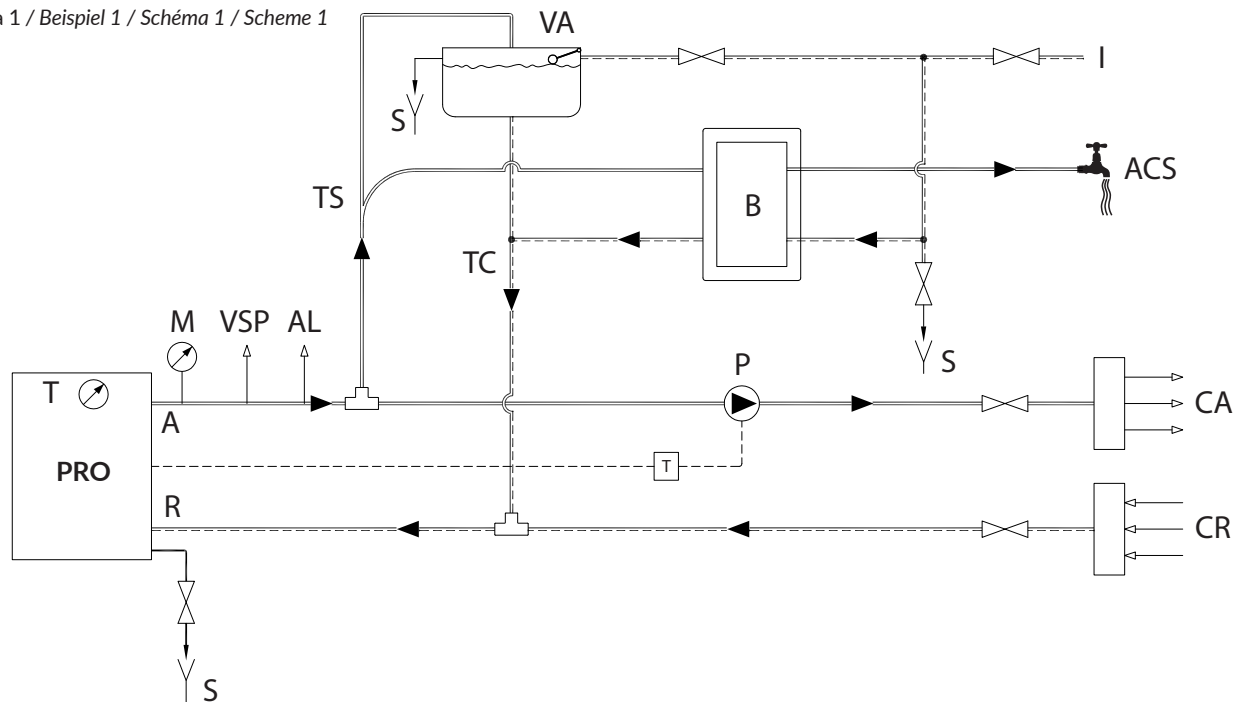 1 / Beispiel 1 / Schéma 1 / Scheme 1
VA
I
S
ACS
TS
B
TC
M VSP AL
S
P
T
A
CA
PRO
T
R
CR
S